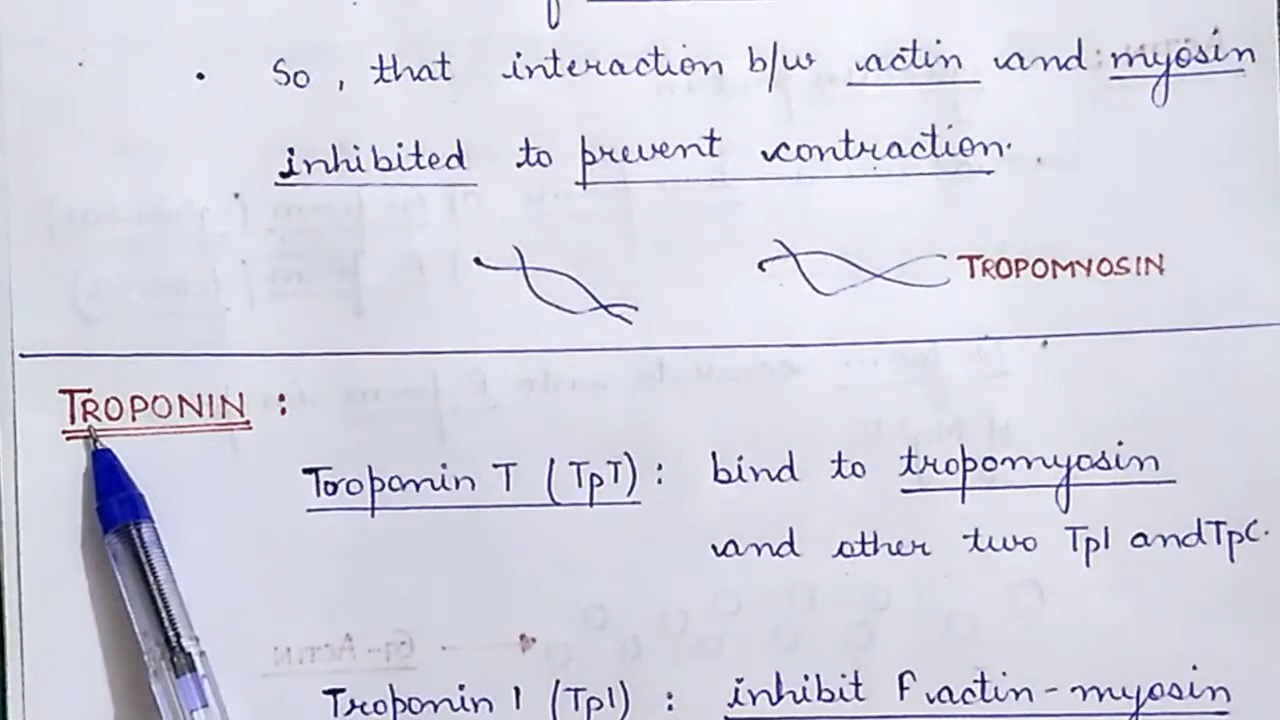 • So, that interaction b/w actin and myosin
inhibited to prevent contraction.
TROPOMYOSIN
TROPONIN :
Troponin T (TpT) : bind to tropomyosin
and other two TpI and TpC.
Troponin I (TpI) : inhibit F actin - myosin